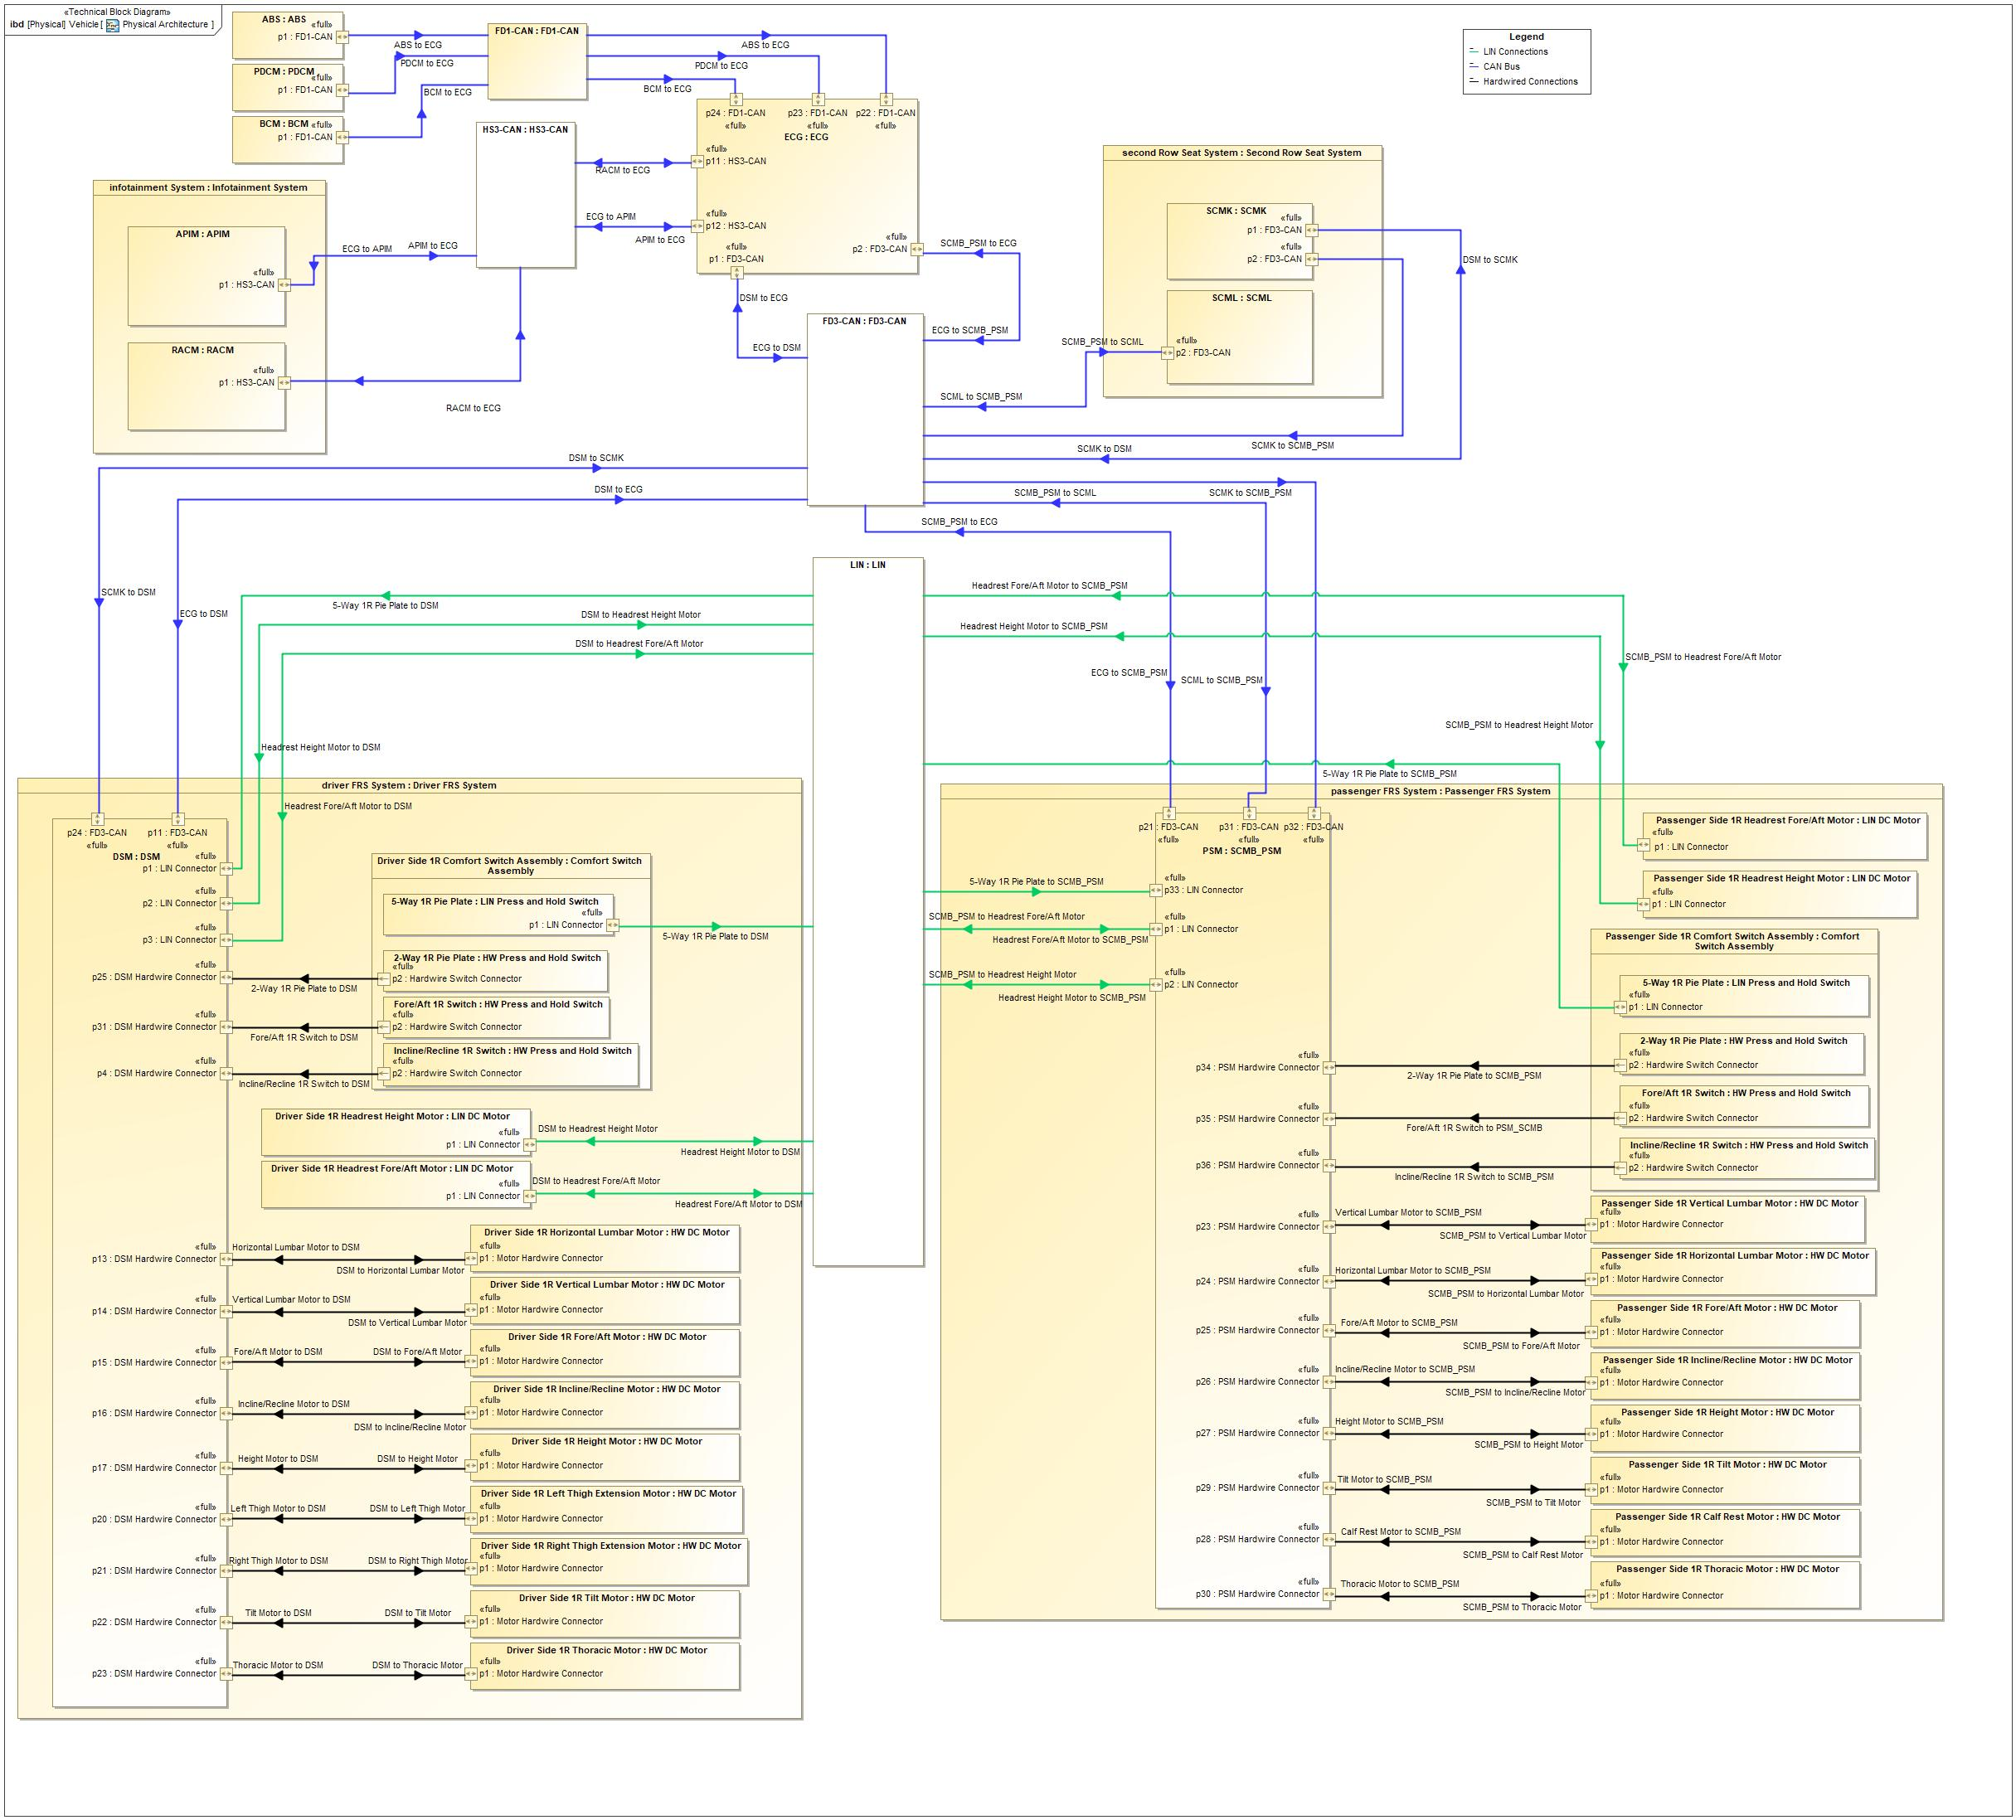 «Technical Block Diagram»
ibd [Physical] Vehicle[ Physical Architecture ]
Legend
LIN Connections
CAN Bus
Hardwired Connections
ABS : ABS
«full»
p1 : FD1-CAN
PDCM : PDCM
«full»
p1 : FD1-CAN
BCM : BCM
«full»
p1 : FD1-CAN
ABS to ECG
PDCM to ECG
BCM to ECG
FD1-CAN : FD1-CAN
ABS to ECG
PDCM to ECG
BCM to ECG
p24 : FD1-CAN
«full»
p23 : FD1-CAN
«full»
p22 : FD1-CAN
«full»
ECG : ECG
«full»
p11 : HS3-CAN
«full»
p12 : HS3-CAN
«full»
p1 : FD3-CAN
«full»
p2 : FD3-CAN
HS3-CAN : HS3-CAN
RACM to ECG
ECG to APIM
APIM to ECG
infotainment System : Infotainment System
APIM : APIM
«full»
p1 : HS3-CAN
RACM : RACM
«full»
p1 : HS3-CAN
ECG to APIM
APIM to ECG
RACM to ECG
SCMB_PSM to ECG
DSM to ECG
ECG to DSM
ECG to SCMB_PSM
FD3-CAN : FD3-CAN
second Row Seat System : Second Row Seat System
SCMK : SCMK
«full»
p1 : FD3-CAN
«full»
p2 : FD3-CAN
SCML : SCML
«full»
p2 : FD3-CAN
DSM to SCMK
SCMB_PSM to SCML
SCML to SCMB_PSM
SCMK to SCMB_PSM
SCMK to DSM
DSM to SCMK
DSM to ECG
SCMB_PSM to SCML
SCMK to SCMB_PSM
SCMB_PSM to ECG
LIN : LIN
SCMK to DSM
ECG to DSM
5-Way 1R Pie Plate to DSM
DSM to Headrest Height Motor
DSM to Headrest Fore/Aft Motor
Headrest Height Motor to DSM
Headrest Fore/Aft Motor to DSM
Headrest Fore/Aft Motor to SCMB_PSM
Headrest Height Motor to SCMB_PSM
SCMB_PSM to Headrest Fore/Aft Motor
ECG to SCMB_PSM
SCML to SCMB_PSM
SCMB_PSM to Headrest Height Motor
5-Way 1R Pie Plate to SCMB_PSM
driver FRS System : Driver FRS System
p24 : FD3-CAN
«full»
p11 : FD3-CAN
«full»
DSM : DSM
«full»
p1 : LIN Connector
«full»
p2 : LIN Connector
«full»
p3 : LIN Connector
«full»
p25 : DSM Hardwire Connector
«full»
p31 : DSM Hardwire Connector
«full»
p4 : DSM Hardwire Connector
Driver Side 1R Comfort Switch Assembly : Comfort Switch
Assembly
5-Way 1R Pie Plate : LIN Press and Hold Switch
«full»
p1 : LIN Connector
5-Way 1R Pie Plate to DSM
2-Way 1R Pie Plate : HW Press and Hold Switch
«full»
p2 : Hardwire Switch Connector
2-Way 1R Pie Plate to DSM
Fore/Aft 1R Switch : HW Press and Hold Switch
«full»
p2 : Hardwire Switch Connector
Fore/Aft 1R Switch to DSM
Incline/Recline 1R Switch : HW Press and Hold Switch
«full»
p2 : Hardwire Switch Connector
Incline/Recline 1R Switch to DSM
Driver Side 1R Headrest Height Motor : LIN DC Motor
«full»
p1 : LIN Connector
DSM to Headrest Height Motor
Headrest Height Motor to DSM
Driver Side 1R Headrest Fore/Aft Motor : LIN DC Motor
«full»
p1 : LIN Connector
DSM to Headrest Fore/Aft Motor
Headrest Fore/Aft Motor to DSM
«full»
p13 : DSM Hardwire Connector
Horizontal Lumbar Motor to DSM
DSM to Horizontal Lumbar Motor
Driver Side 1R Horizontal Lumbar Motor : HW DC Motor
«full»
p1 : Motor Hardwire Connector
«full»
p14 : DSM Hardwire Connector
Vertical Lumbar Motor to DSM
DSM to Vertical Lumbar Motor
Driver Side 1R Vertical Lumbar Motor : HW DC Motor
«full»
p1 : Motor Hardwire Connector
«full»
p15 : DSM Hardwire Connector
Fore/Aft Motor to DSM
DSM to Fore/Aft Motor
Driver Side 1R Fore/Aft Motor : HW DC Motor
«full»
p1 : Motor Hardwire Connector
«full»
p16 : DSM Hardwire Connector
Incline/Recline Motor to DSM
DSM to Incline/Recline Motor
Driver Side 1R Incline/Recline Motor : HW DC Motor
«full»
p1 : Motor Hardwire Connector
«full»
p17 : DSM Hardwire Connector
Height Motor to DSM
DSM to Height Motor
Driver Side 1R Height Motor : HW DC Motor
«full»
p1 : Motor Hardwire Connector
«full»
p20 : DSM Hardwire Connector
Left Thigh Motor to DSM
DSM to Left Thigh Motor
Driver Side 1R Left Thigh Extension Motor : HW DC Motor
«full»
p1 : Motor Hardwire Connector
«full»
p21 : DSM Hardwire Connector
Right Thigh Motor to DSM
DSM to Right Thigh Motor
Driver Side 1R Right Thigh Extension Motor : HW DC Motor
«full»
p1 : Motor Hardwire Connector
«full»
p22 : DSM Hardwire Connector
Tilt Motor to DSM
DSM to Tilt Motor
Driver Side 1R Tilt Motor : HW DC Motor
«full»
p1 : Motor Hardwire Connector
«full»
p23 : DSM Hardwire Connector
Thoracic Motor to DSM
DSM to Thoracic Motor
Driver Side 1R Thoracic Motor : HW DC Motor
«full»
p1 : Motor Hardwire Connector
passenger FRS System : Passenger FRS System
p21 : FD3-CAN
«full»
p31 : FD3-CAN
«full»
p32 : FD3-CAN
«full»
PSM : SCMB_PSM
5-Way 1R Pie Plate to SCMB_PSM
«full»
p33 : LIN Connector
SCMB_PSM to Headrest Fore/Aft Motor
Headrest Fore/Aft Motor to SCMB_PSM
«full»
p1 : LIN Connector
SCMB_PSM to Headrest Height Motor
Headrest Height Motor to SCMB_PSM
«full»
p2 : LIN Connector
Passenger Side 1R Headrest Fore/Aft Motor : LIN DC Motor
«full»
p1 : LIN Connector
Passenger Side 1R Headrest Height Motor : LIN DC Motor
«full»
p1 : LIN Connector
Passenger Side 1R Comfort Switch Assembly : Comfort
Switch Assembly
5-Way 1R Pie Plate : LIN Press and Hold Switch
«full»
p1 : LIN Connector
«full»
p34 : PSM Hardwire Connector
2-Way 1R Pie Plate to SCMB_PSM
2-Way 1R Pie Plate : HW Press and Hold Switch
«full»
p2 : Hardwire Switch Connector
«full»
p35 : PSM Hardwire Connector
Fore/Aft 1R Switch to PSM_SCMB
Fore/Aft 1R Switch : HW Press and Hold Switch
«full»
p2 : Hardwire Switch Connector
«full»
p36 : PSM Hardwire Connector
Incline/Recline 1R Switch to SCMB_PSM
Incline/Recline 1R Switch : HW Press and Hold Switch
«full»
p2 : Hardwire Switch Connector
«full»
p23 : PSM Hardwire Connector
Vertical Lumbar Motor to SCMB_PSM
SCMB_PSM to Vertical Lumbar Motor
Passenger Side 1R Vertical Lumbar Motor : HW DC Motor
«full»
p1 : Motor Hardwire Connector
«full»
p24 : PSM Hardwire Connector
Horizontal Lumbar Motor to SCMB_PSM
SCMB_PSM to Horizontal Lumbar Motor
Passenger Side 1R Horizontal Lumbar Motor : HW DC Motor
«full»
p1 : Motor Hardwire Connector
«full»
p25 : PSM Hardwire Connector
Fore/Aft Motor to SCMB_PSM
SCMB_PSM to Fore/Aft Motor
Passenger Side 1R Fore/Aft Motor : HW DC Motor
«full»
p1 : Motor Hardwire Connector
«full»
p26 : PSM Hardwire Connector
Incline/Recline Motor to SCMB_PSM
SCMB_PSM to Incline/Recline Motor
Passenger Side 1R Incline/Recline Motor : HW DC Motor
«full»
p1 : Motor Hardwire Connector
«full»
p27 : PSM Hardwire Connector
Height Motor to SCMB_PSM
SCMB_PSM to Height Motor
Passenger Side 1R Height Motor : HW DC Motor
«full»
p1 : Motor Hardwire Connector
«full»
p29 : PSM Hardwire Connector
Tilt Motor to SCMB_PSM
SCMB_PSM to Tilt Motor
Passenger Side 1R Tilt Motor : HW DC Motor
«full»
p1 : Motor Hardwire Connector
«full»
p28 : PSM Hardwire Connector
Calf Rest Motor to SCMB_PSM
SCMB_PSM to Calf Rest Motor
Passenger Side 1R Calf Rest Motor : HW DC Motor
«full»
p1 : Motor Hardwire Connector
«full»
p30 : PSM Hardwire Connector
Thoracic Motor to SCMB_PSM
SCMB_PSM to Thoracic Motor
Passenger Side 1R Thoracic Motor : HW DC Motor
«full»
p1 : Motor Hardwire Connector